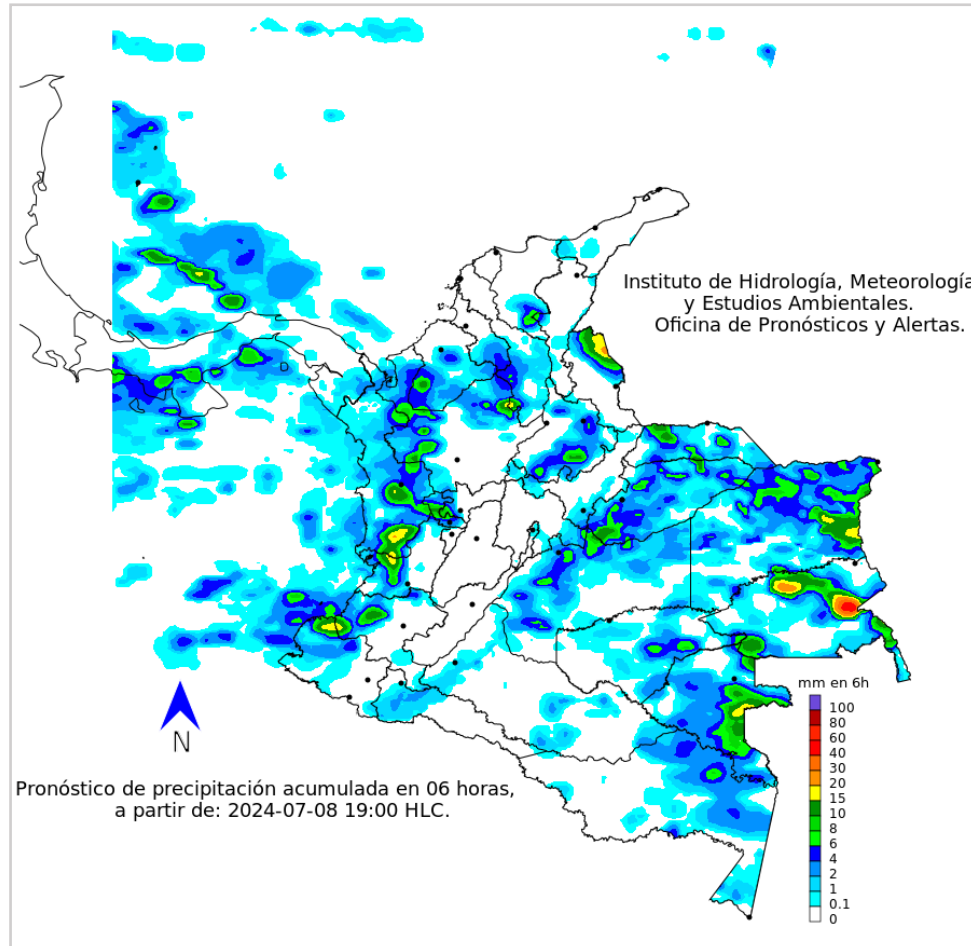 Instituto de Hidrología, Meteorología
y Estudios Ambientales.
Oficina de Pronósticos y Alertas.
mm en 6h
100
80
60
40
30
20
15
10
8
6
4
2
1
0.1
0
N
Pronóstico de precipitación acumulada en 06 horas,
a partir de: 2024-07-08 19:00 HLC.